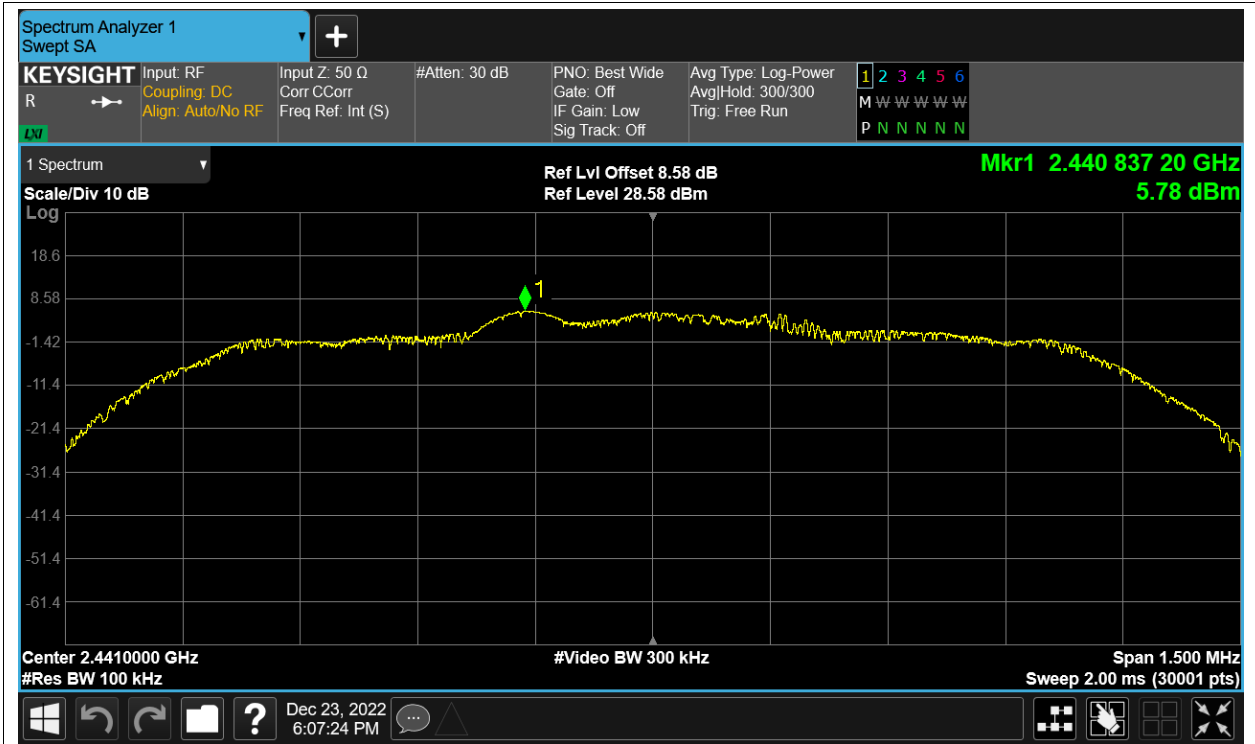 Spectrum Analyzer 1
Swept SA
+
KEYSIGHT
R
LXI
Input: RF
Coupling: DC
Align: Auto/No RF
Input Z: 50 Ω
Corr CCorr
Freq Ref: Int (S)
#Atten: 30 dB
PNO: Best Wide
Gate: Off
IF Gain: Low
Sig Track: Off
Avg Type: Log-Power
Avg|Hold: 300/300
Trig: Free Run
1 2 3 4 5 6
M W W W W W W
P N N N N N N
1 Spectrum
Scale/Div 10 dB
Ref Lvl Offset 8.58 dB
Ref Level 28.58 dBm
Mkr1 2.440 837 20 GHz
5.78 dBm
Log
18.6
8.58
-1.42
-11.4
-21.4
-31.4
-41.4
-51.4
-61.4
1
Center 2.4410000 GHz
#Res BW 100 kHz
#Video BW 300 kHz
Span 1.500 MHz
Sweep 2.00 ms (30001 pts)
?
Dec 23, 2022
6:07:24 PM